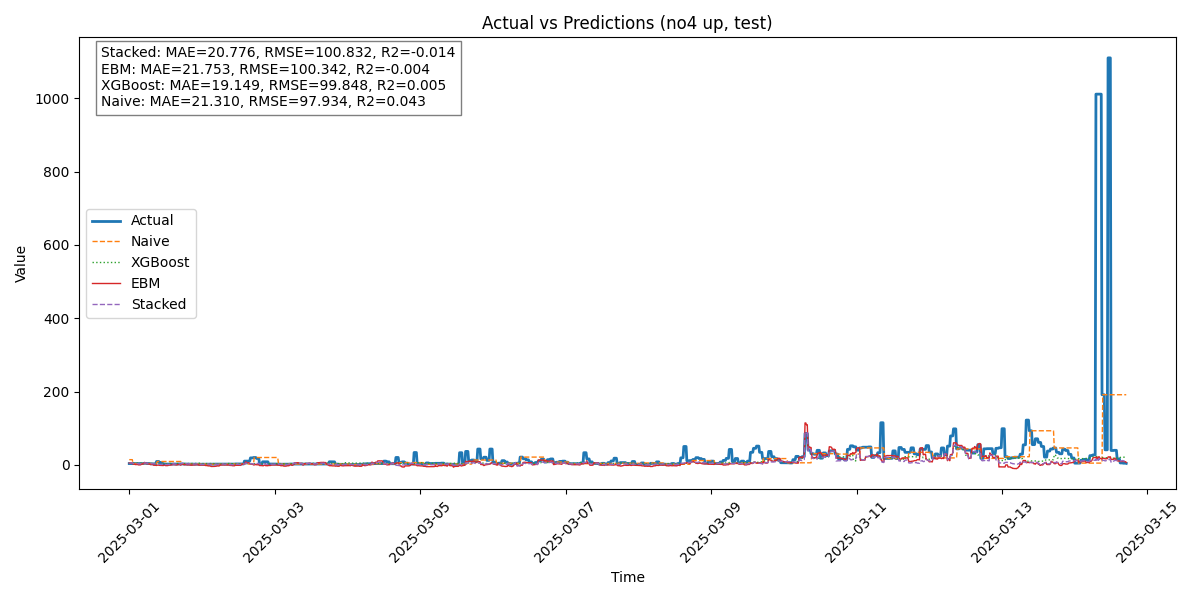 Actual vs Predictions (no4 up, test)
Stacked: MAE=20.776, RMSE=100.832, R2=-0.014
EBM: MAE=21.753, RMSE=100.342, R2=-0.004
XGBoost: MAE=19.149, RMSE=99.848, R2=0.005
Naive: MAE=21.310, RMSE=97.934, R2=0.043
1000
800
600
400
200
0
Value
Actual
Naive
XGBoost
EBM
Stacked
2025-03-01
2025-03-03
2025-03-05
2025-03-07
2025-03-09
2025-03-11
2025-03-13
2025-03-15
Time